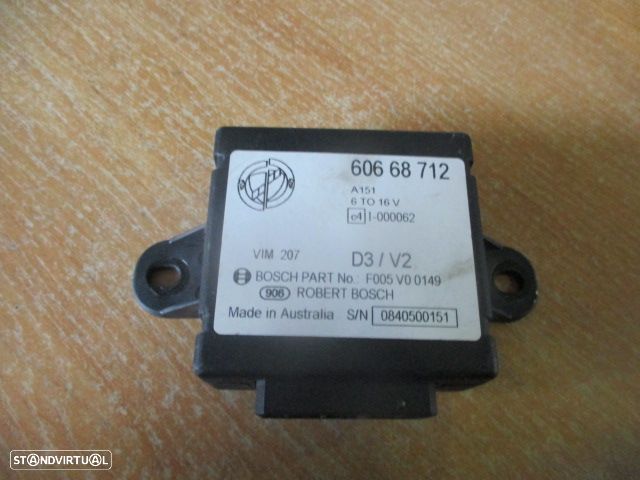 606 68 712
A151
6 TO 16 V
e4 I-000062
VIM 207 D3 / V2
BOSCH PART No.: F005 V0 0149
906 ROBERT BOSCH
Made in Australia S/N 0840500151
STANDVIRTUAL